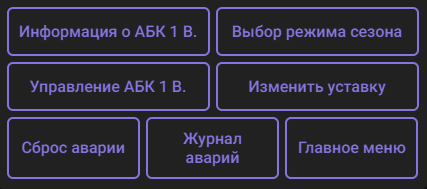 Информация о АБК 1 В.
Выбор режима сезона
Управление АБК 1 В.
Изменить уставку
Сброс аварии
Журнал
аварий
Главное меню